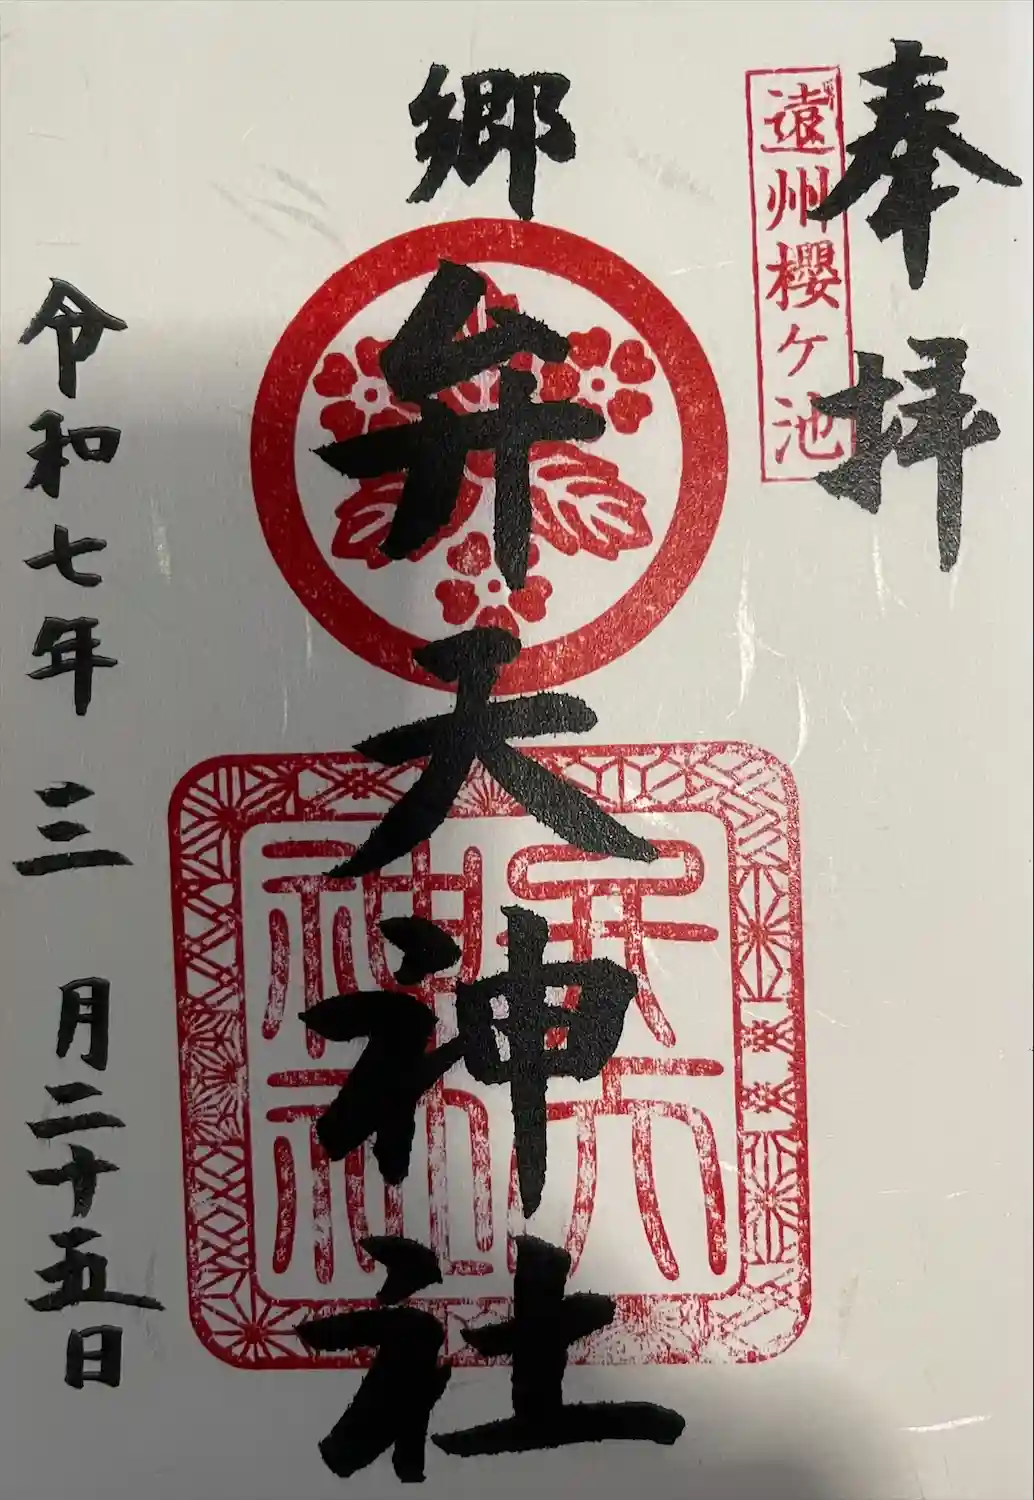 奉拝
遠州櫻ケ池
郷
弁天神社
令和七年三月二十五日